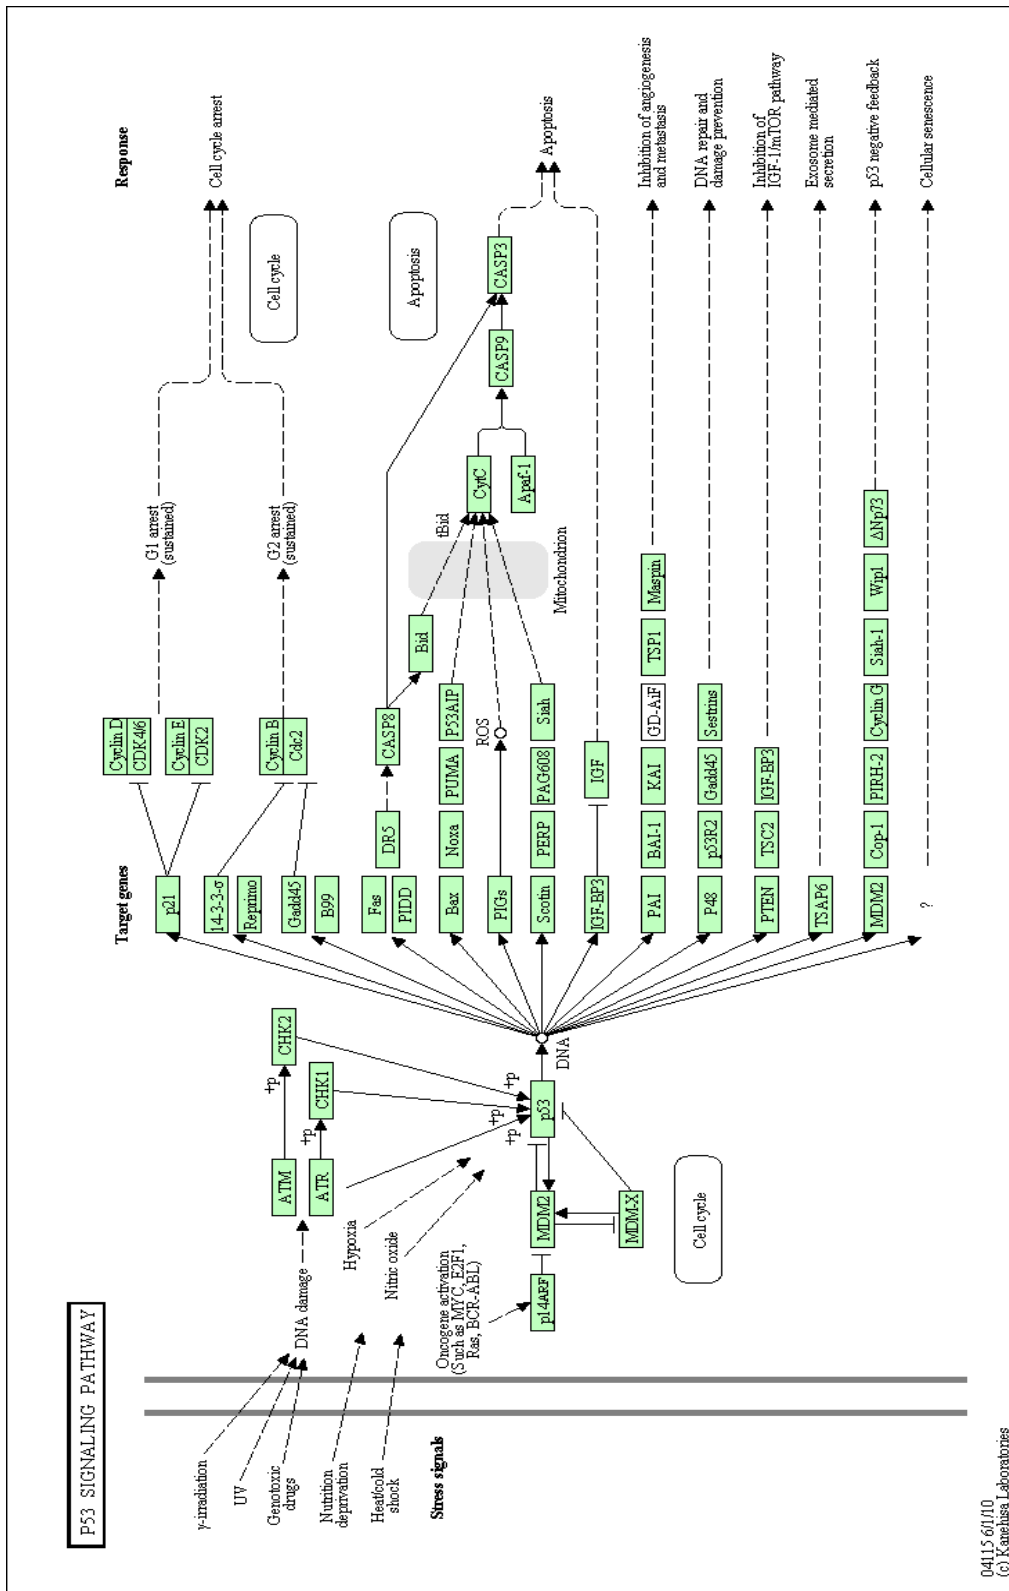 P53 SIGNALING PATHWAY
Stress signals
Target genes
Response
γ-irradiation
UV
Genotoxic
drugs
Nutrition
deprivation
Heat/cold
shock
DNA damage
Hypoxia
Nitric oxide
Oncogene activation
(Such as MYC, E2F1,
Ras, BCR-ABL)
p14ARF
ATM
+p
CHK2
ATR
+p
CHK1
MDM2
MDM-X
Cell cycle
+p
+p
+p
p53
DNA
p21
Cyclin D
CDK4/6
Cyclin E
CDK2
G1 arrest
(sustained)
Cell cycle arrest
14-3-3-σ
Reprimo
Gadd45
B99
Cyclin B
Cdc2
G2 arrest
(sustained)
Cell cycle
Fas
PIDD
DR5
CASP8
Bid
tBid
Apoptosis
Bax
Noxa
PUMA
P53AIP
Mitochondrion
CytC
Apaf-1
CASP9
CASP3
Apoptosis
PIGs
ROS
Scotin
PERP
PAG608
Siah
IGF-BP3
IGF
PAI
BAI-1
KAI
GD-AiF
TSP1
Maspin
Inhibition of angiogenesis
and metastasis
P48
p53R2
Gadd45
Sestrins
DNA repair and
damage prevention
PTEN
TSC2
IGF-BP3
Inhibition of
IGF-1/mTOR pathway
TSAP6
Exosome mediated
secretion
MDM2
Cop-1
PIRH-2
Cyclin G
Siah-1
Wip1
ΔNp73
p53 negative feedback
?
Cellular senescence
04115 6/1/10
(c) Kanehisa Laboratories